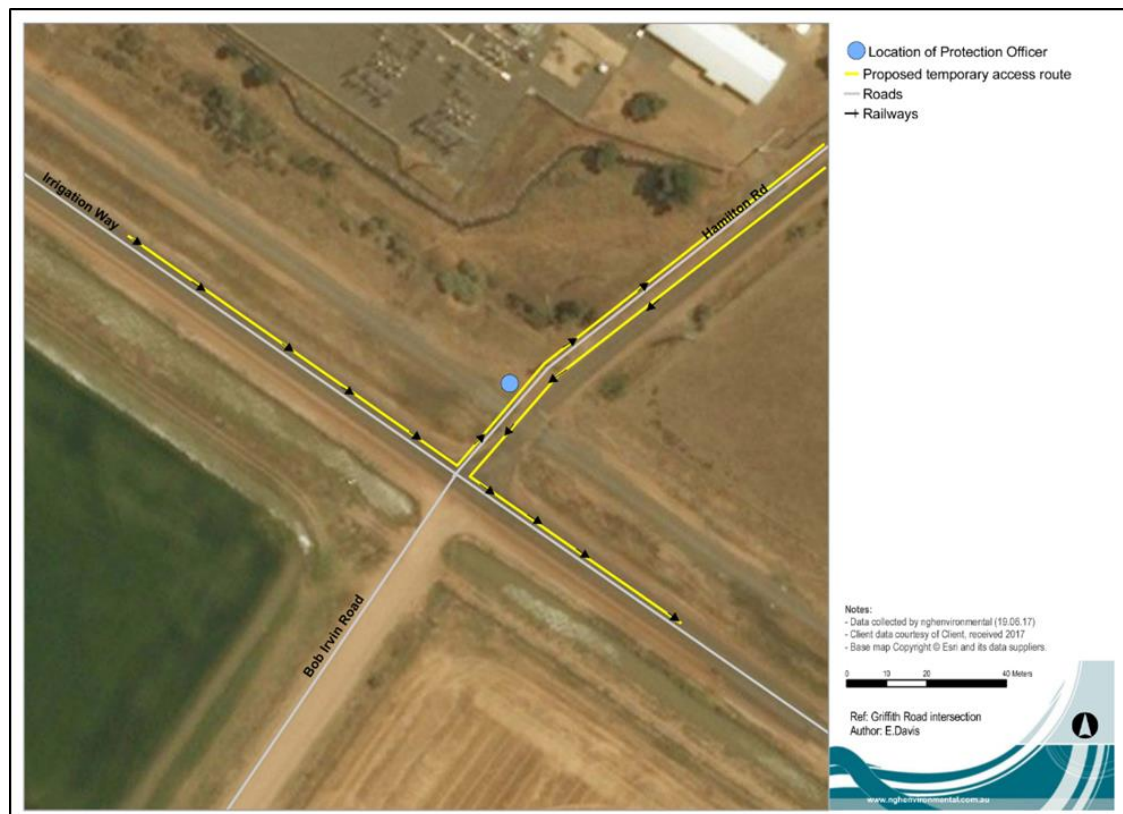 Irrigation Way
Hamilton Rd
Bob Irvin Road
Location of Protection Officer
Proposed temporary access route
Roads
Railways
Notes:
- Data collected by nghenvironmental (19.06.17)
- Client data courtesy of Client, received 2017
- Base map Copyright © Esri and its data suppliers.
0 10 20 40 Meters
Ref: Griffith Road intersection
Author: E.Davis
www.nghenvironmental.com.au